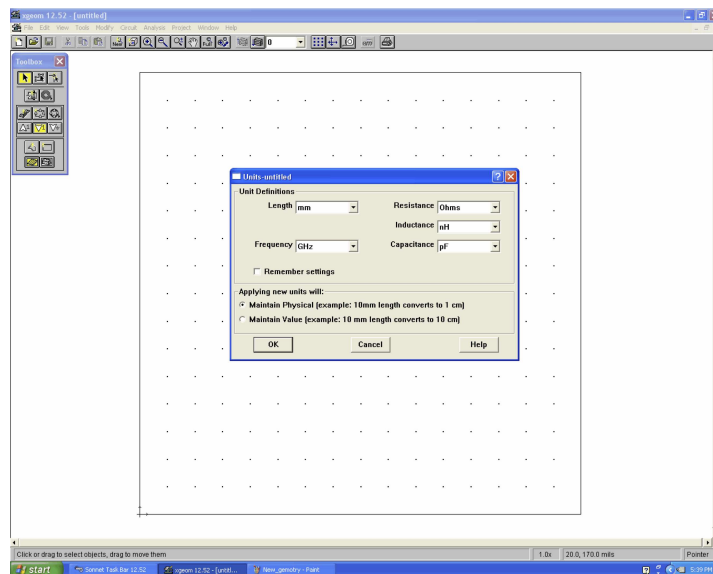 xgeom 12.52 - [untitled]
File Edit View Tools Modify Circuit Analysis Project Window Help
0
Toolbox
Units-untitled
Unit Definitions
Length mm Resistance Ohms
Inductance nH
Frequency GHz Capacitance pF
Remember settings
Applying new units will:
Maintain Physical (example: 10mm length converts to 1 cm)
Maintain Value (example: 10 mm length converts to 10 cm)
OK Cancel Help
Click or drag to select objects, drag to move them 1.0x 20.0, 170.0 mils Pointer
start Sonnet Task Bar 12.52 xgeom 12.52 - [untitl... New_gemotry - Paint 5:39 PM